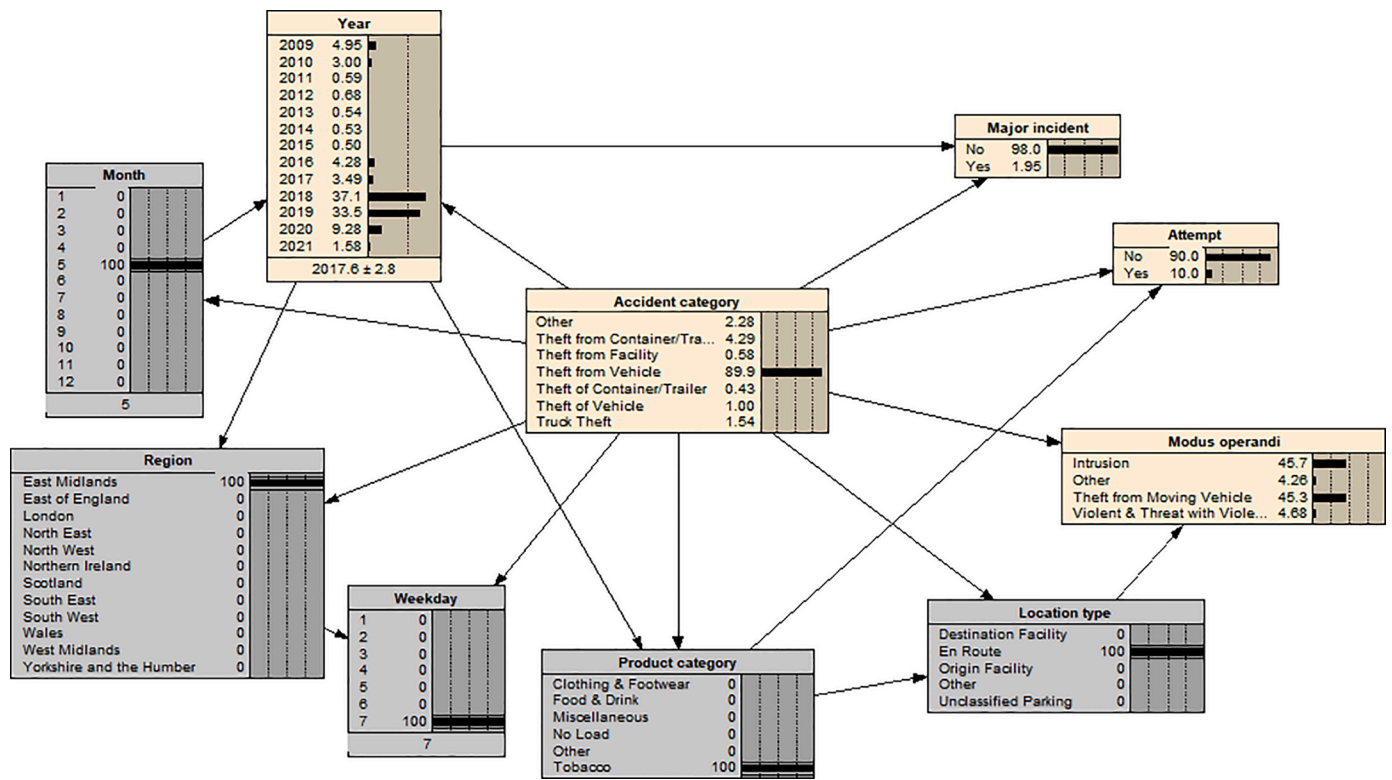 Year
2009 4.95
2010 3.00
2011 0.59
2012 0.68
2013 0.54
2014 0.53
2015 0.50
2016 4.28
2017 3.49
2018 37.1
2019 33.5
2020 9.28
2021 1.58
2017.6 ± 2.8
Major incident
No 98.0
Yes 1.95
Month
1 0
2 0
3 0
4 0
5 100
6 0
7 0
8 0
9 0
10 0
11 0
12 0
5
Attempt
No 90.0
Yes 10.0
Accident category
Other 2.28
Theft from Container/Tra... 4.29
Theft from Facility 0.58
Theft from Vehicle 89.9
Theft of Container/Trailer 0.43
Theft of Vehicle 1.00
Truck Theft 1.54
Modus operandi
Intrusion 45.7
Other 4.26
Theft from Moving Vehicle 45.3
Violent & Threat with Viole... 4.68
Region
East Midlands 100
East of England 0
London 0
North East 0
North West 0
Northern Ireland 0
Scotland 0
South East 0
South West 0
Wales 0
West Midlands 0
Yorkshire and the Humber 0
Weekday
1 0
2 0
3 0
4 0
5 0
6 0
7 100
7
Product category
Clothing & Footwear 0
Food & Drink 0
Miscellaneous 0
No Load 0
Other 0
Tobacco 100
Location type
Destination Facility 0
En Route 100
Origin Facility 0
Other 0
Unclassified Parking 0